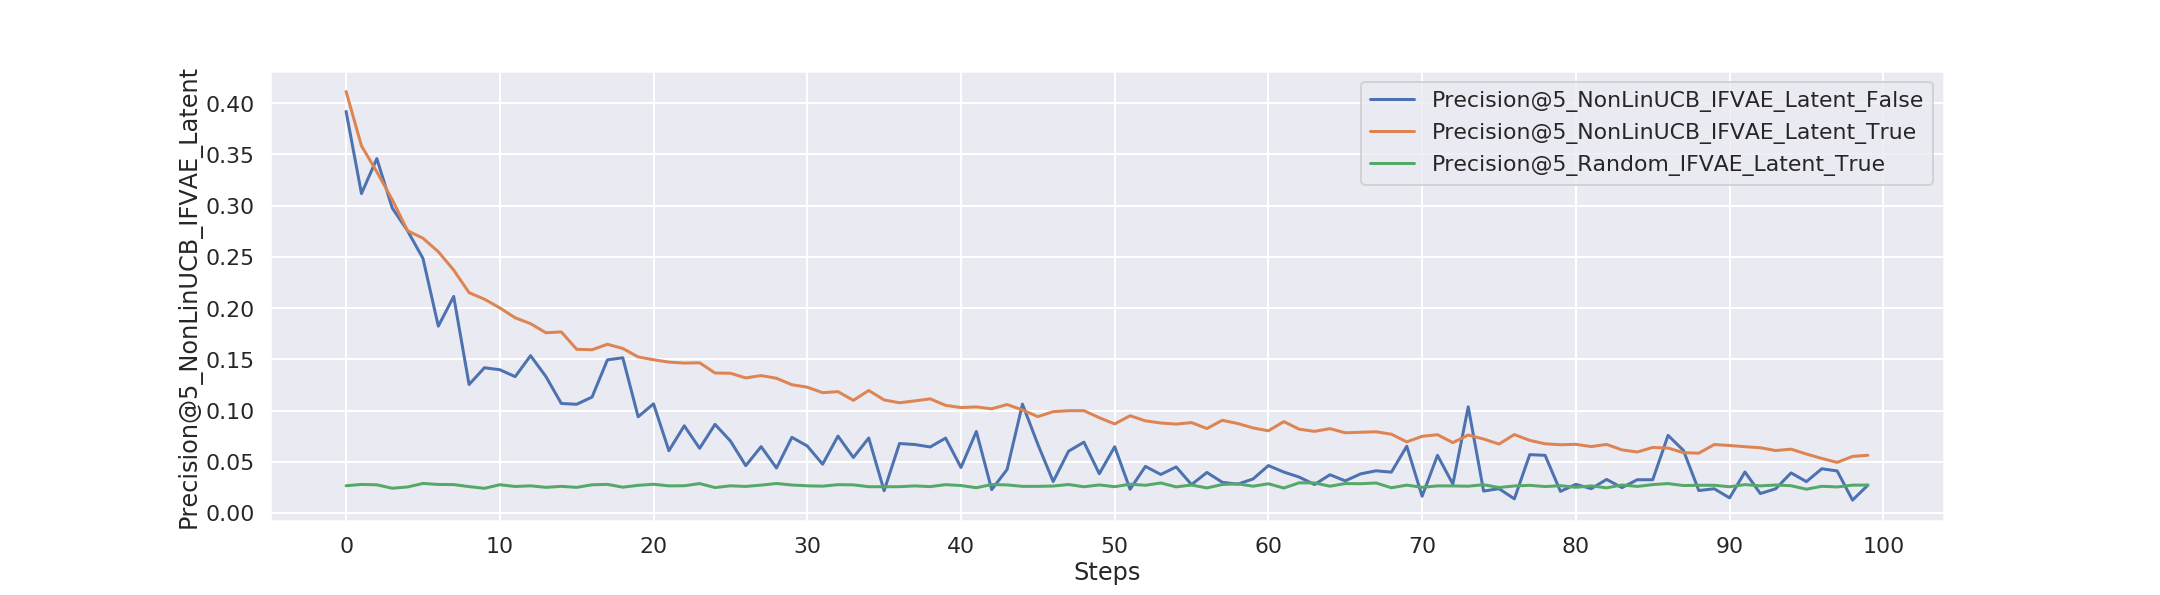 Precision@5_NonLinUCB_IFVAE_Latent
0.40
0.35
0.30
0.25
0.20
0.15
0.10
0.05
0.00
Precision@5_NonLinUCB_IFVAE_Latent_False
Precision@5_NonLinUCB_IFVAE_Latent_True
Precision@5_Random_IFVAE_Latent_True
0 10 20 30 40 50 60 70 80 90 100
Steps